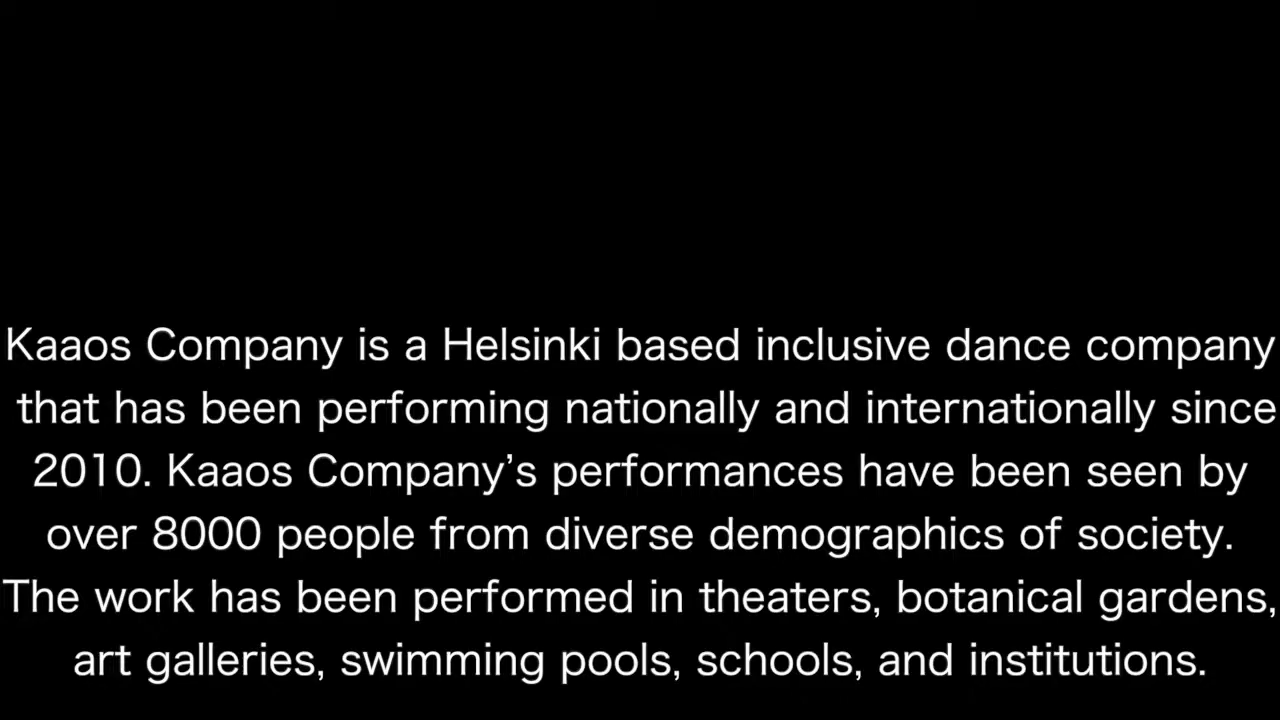 Kaaos Company is a Helsinki based inclusive dance company
that has been performing nationally and internationally since
2010. Kaaos Company’s performances have been seen by
over 8000 people from diverse demographics of society.
The work has been performed in theaters, botanical gardens,
art galleries, swimming pools, schools, and institutions.